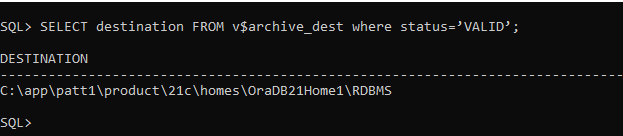 SQL> SELECT destination FROM v$archive_dest where status=’VALID’;
DESTINATION
--------------------------------------------------------------------------------
C:\app\patt1\product\21c\homes\OraDB21Home1\RDBMS
SQL>